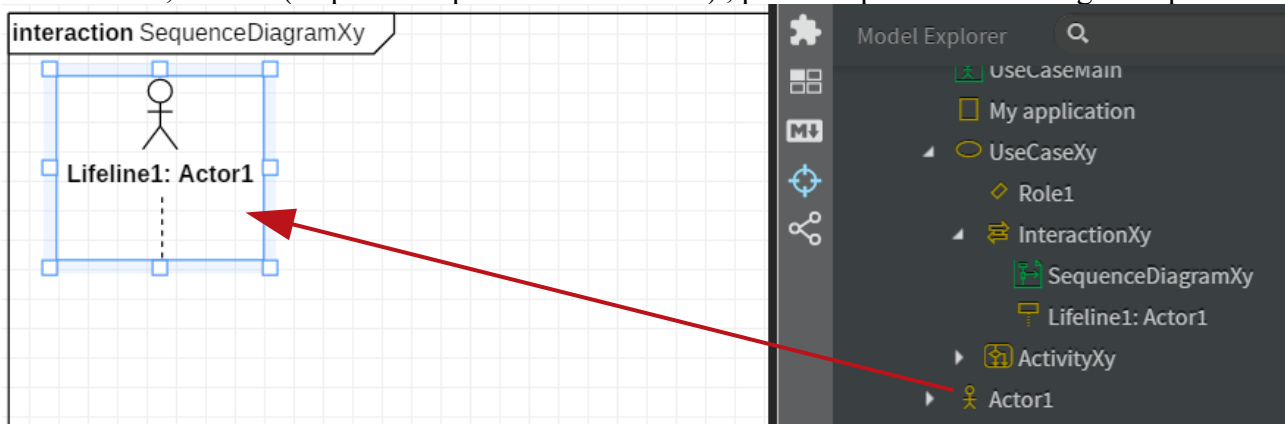 interaction SequenceDiagramXy
Lifeline1: Actor1
M
Model Explorer
UseCaseMain
My application
UseCaseXy
Role1
InteractionXy
SequenceDiagramXy
Lifeline1: Actor1
ActivityXy
Actor1